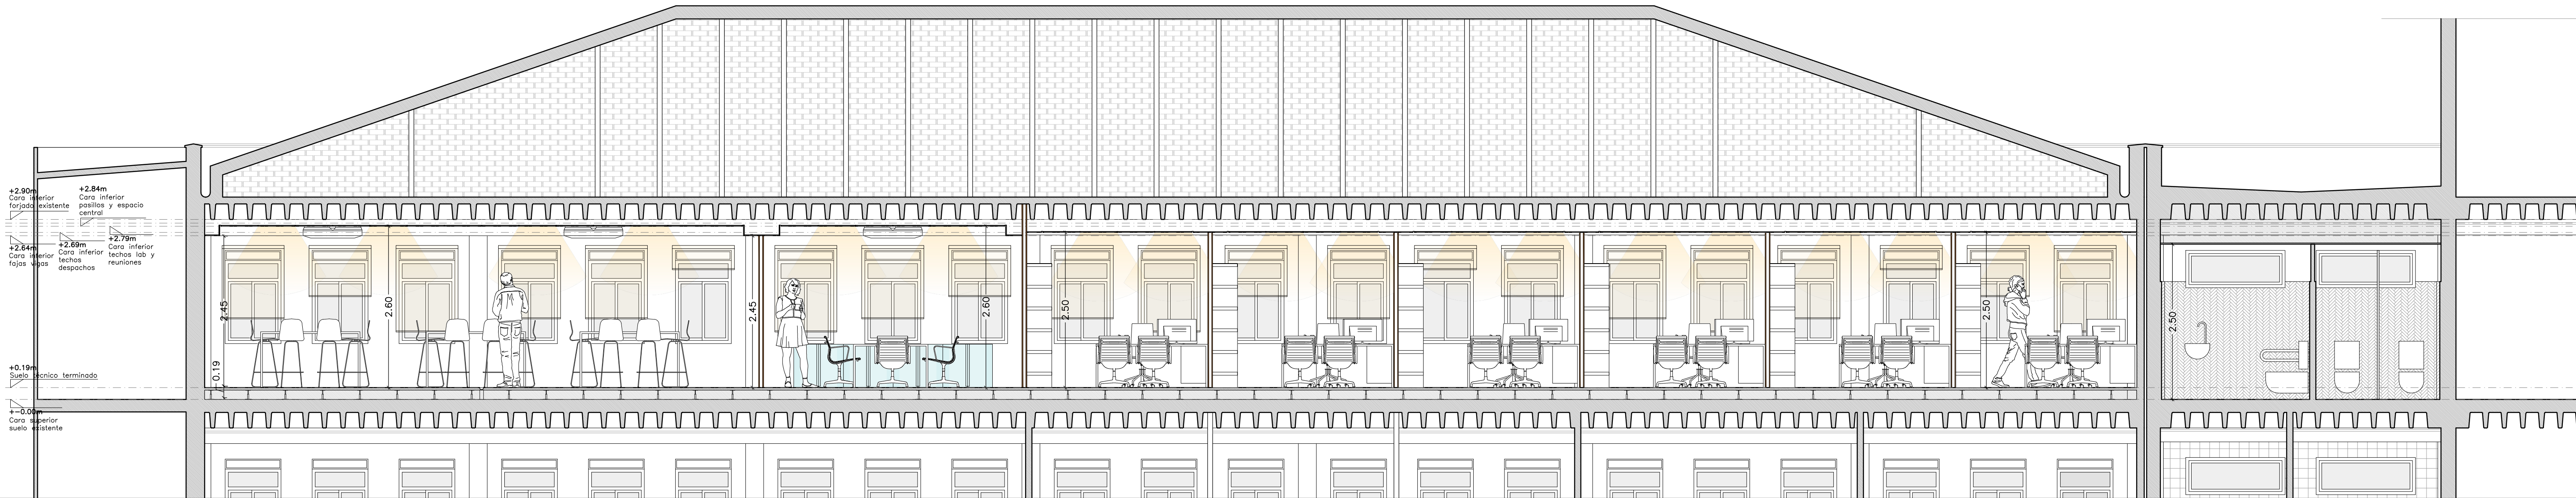 +2.90m
Cara inferior
forjado existente
+2.84m
Cara inferior
pasillos y espacio
central
+2.64m
Cara inferior
fajas vigas
+2.69m
Cara inferior
techas
despachos
+2.79m
Cara inferior
techos lab y
reuniones
+0.19m
Suelo técnico terminado
+-0.00m
Cara superior
suelo existente
2.45
0.19
2.60
2.45
2.60
2.50
2.50
2.50